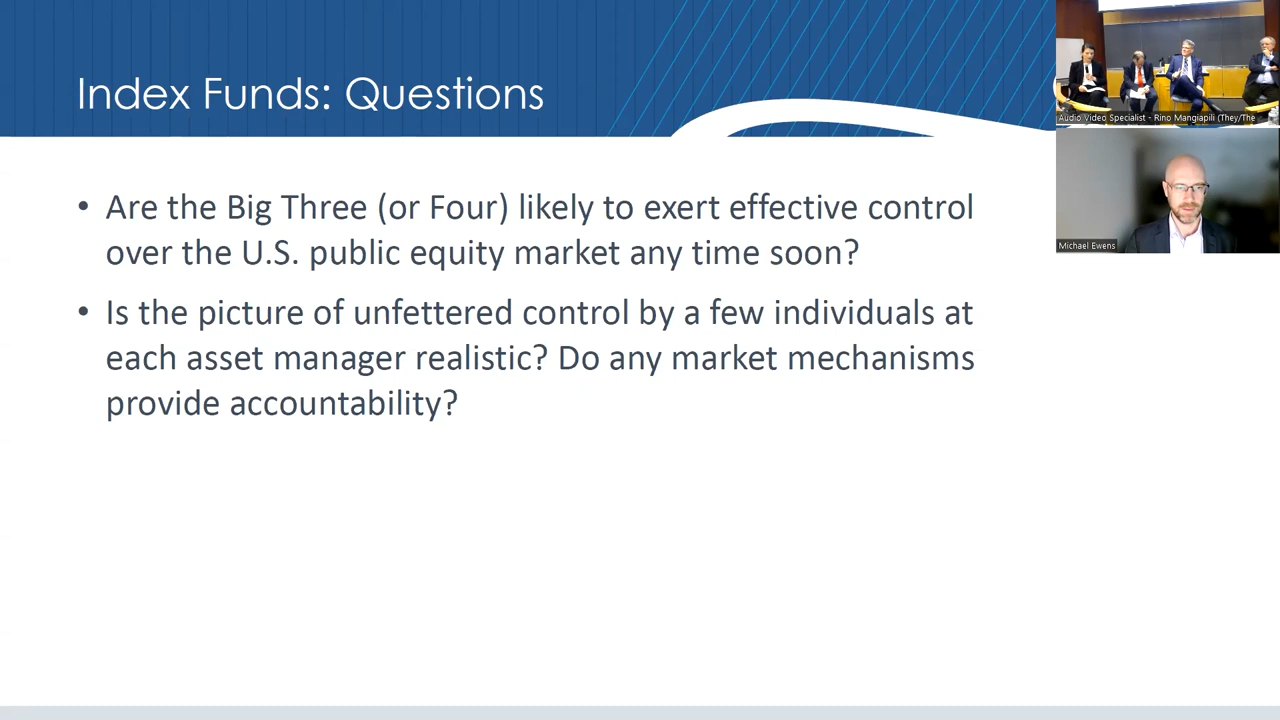 Index Funds: Questions
• Are the Big Three (or Four) likely to exert effective control
over the U.S. public equity market any time soon?
• Is the picture of unfettered control by a few individuals at
each asset manager realistic? Do any market mechanisms
provide accountability?
Audio Video Specialist - Rino Mangiapili (They/The
Michael Ewens